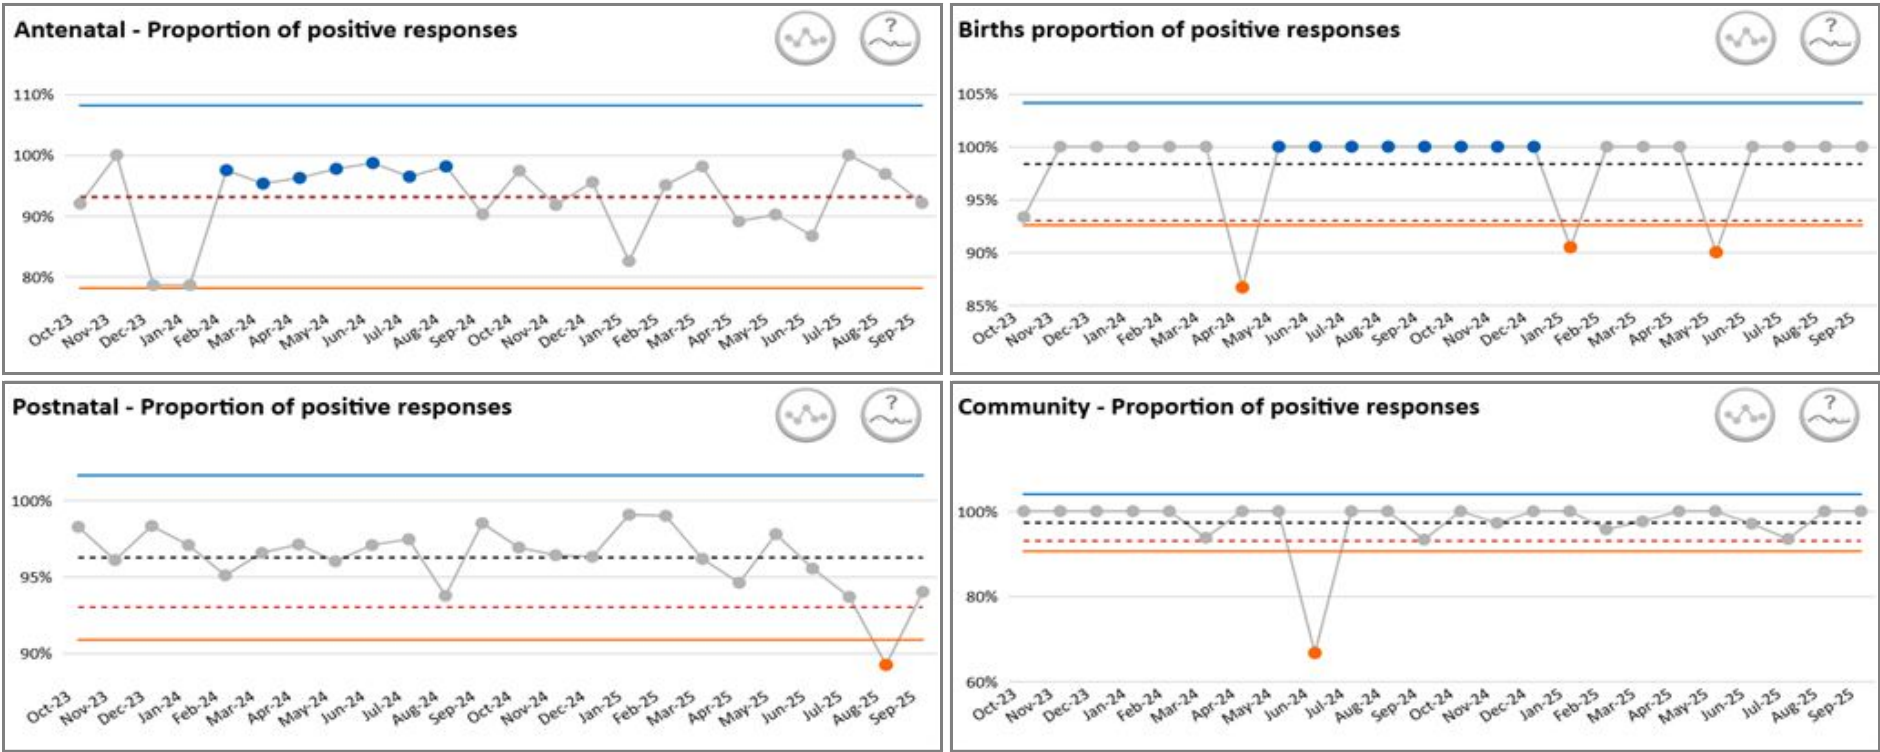 Antenatal - Proportion of positive responses
?
110%
100%
90%
80%
Oct-23 Nov-23 Dec-23 Jan-24 Feb-24 Mar-24 Apr-24 May-24 Jun-24 Jul-24 Aug-24 Sep-24 Oct-24 Nov-24 Dec-24 Jan-25 Feb-25 Mar-25 Apr-25 May-25 Jun-25 Jul-25 Aug-25 Sep-25
Births proportion of positive responses
?
105%
100%
95%
90%
85%
Oct-23 Nov-23 Dec-23 Jan-24 Feb-24 Mar-24 Apr-24 May-24 Jun-24 Jul-24 Aug-24 Sep-24 Oct-24 Nov-24 Dec-24 Jan-25 Feb-25 Mar-25 Apr-25 May-25 Jun-25 Jul-25 Aug-25 Sep-25
Postnatal - Proportion of positive responses
?
100%
95%
90%
Oct-23 Nov-23 Dec-23 Jan-24 Feb-24 Mar-24 Apr-24 May-24 Jun-24 Jul-24 Aug-24 Sep-24 Oct-24 Nov-24 Dec-24 Jan-25 Feb-25 Mar-25 Apr-25 May-25 Jun-25 Jul-25 Aug-25 Sep-25
Community - Proportion of positive responses
?
100%
80%
60%
Oct-23 Nov-23 Dec-23 Jan-24 Feb-24 Mar-24 Apr-24 May-24 Jun-24 Jul-24 Aug-24 Sep-24 Oct-24 Nov-24 Dec-24 Jan-25 Feb-25 Mar-25 Apr-25 May-25 Jun-25 Jul-25 Aug-25 Sep-25